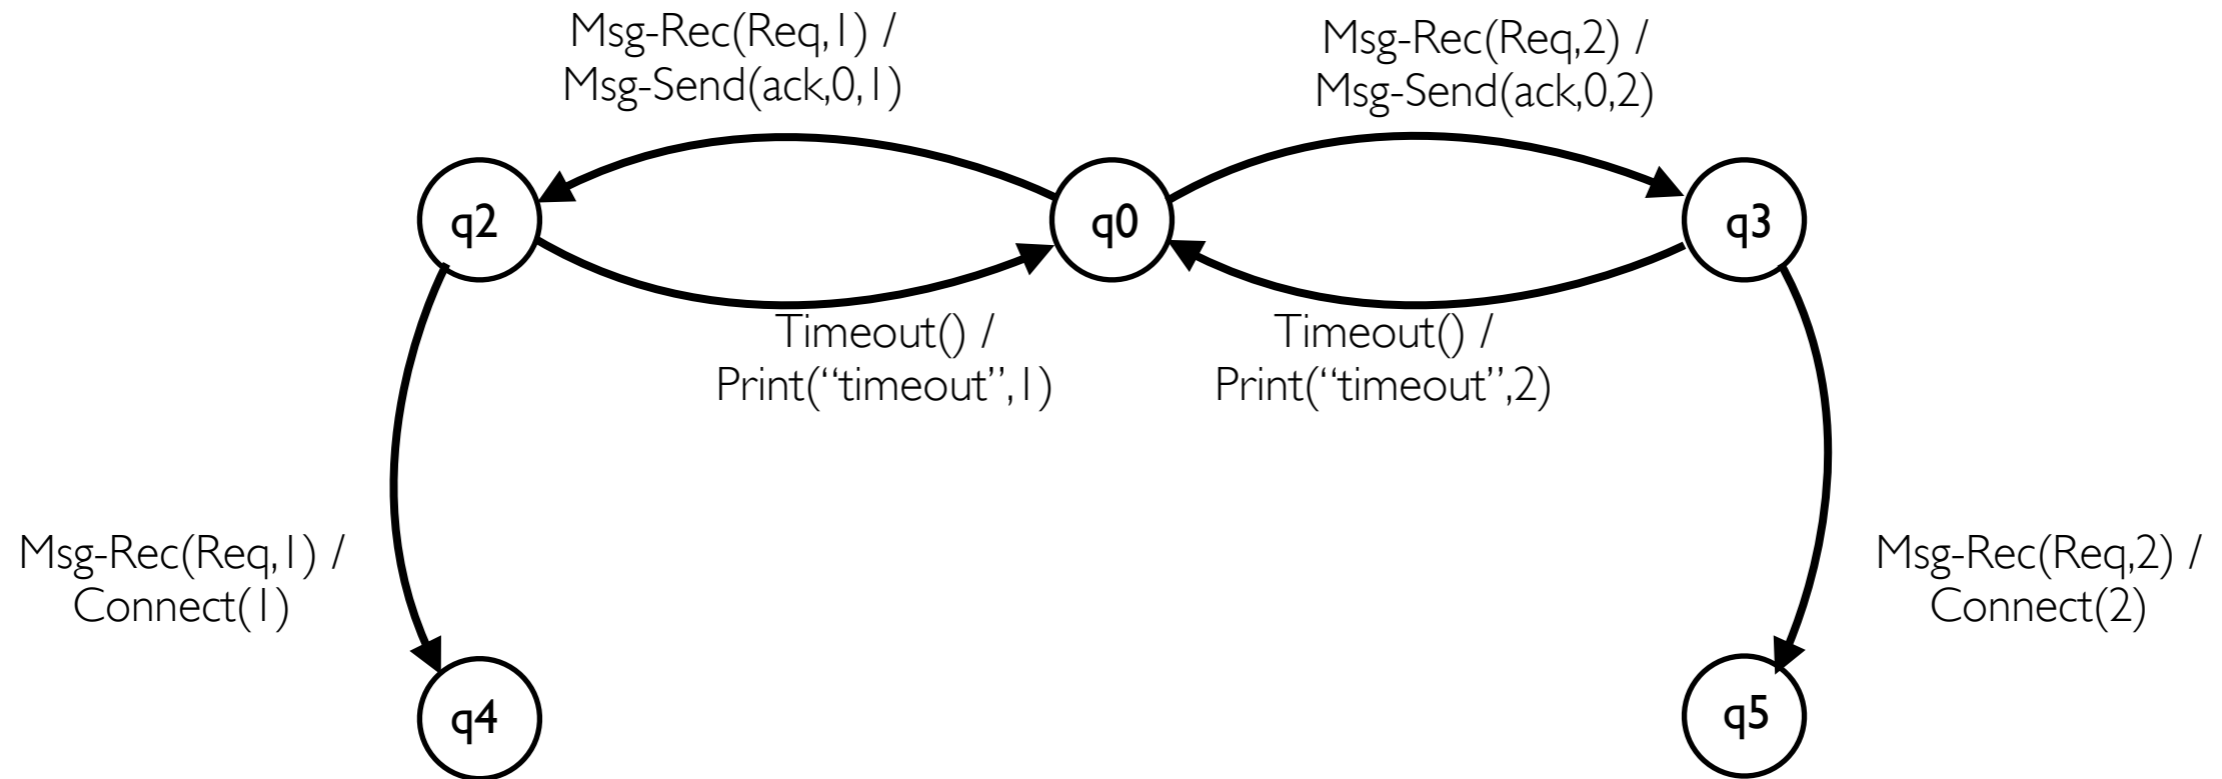 Msg-Rec(Req,1) /
Msg-Send(ack,0,1)
Msg-Rec(Req,2) /
Msg-Send(ack,0,2)
q2
q0
q3
Timeout() /
Print(“timeout”,1)
Timeout() /
Print(“timeout”,2)
Msg-Rec(Req,1) /
Connect(1)
Msg-Rec(Req,2) /
Connect(2)
q4
q5